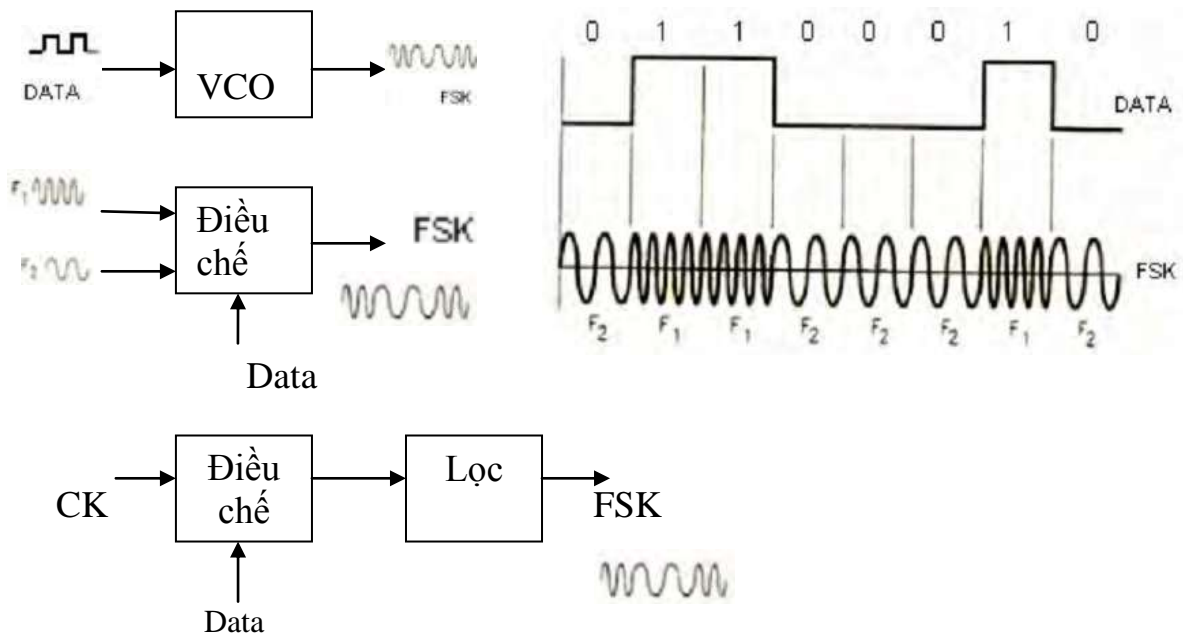 DATA
VCO
FSK
F1
F2
Điều
chế
FSK
Data
0 1 1 0 0 0 1 0
DATA
FSK
F2 F1 F1 F2 F2 F2 F1 F2
CK
Điều
chế
Lọc
FSK
Data